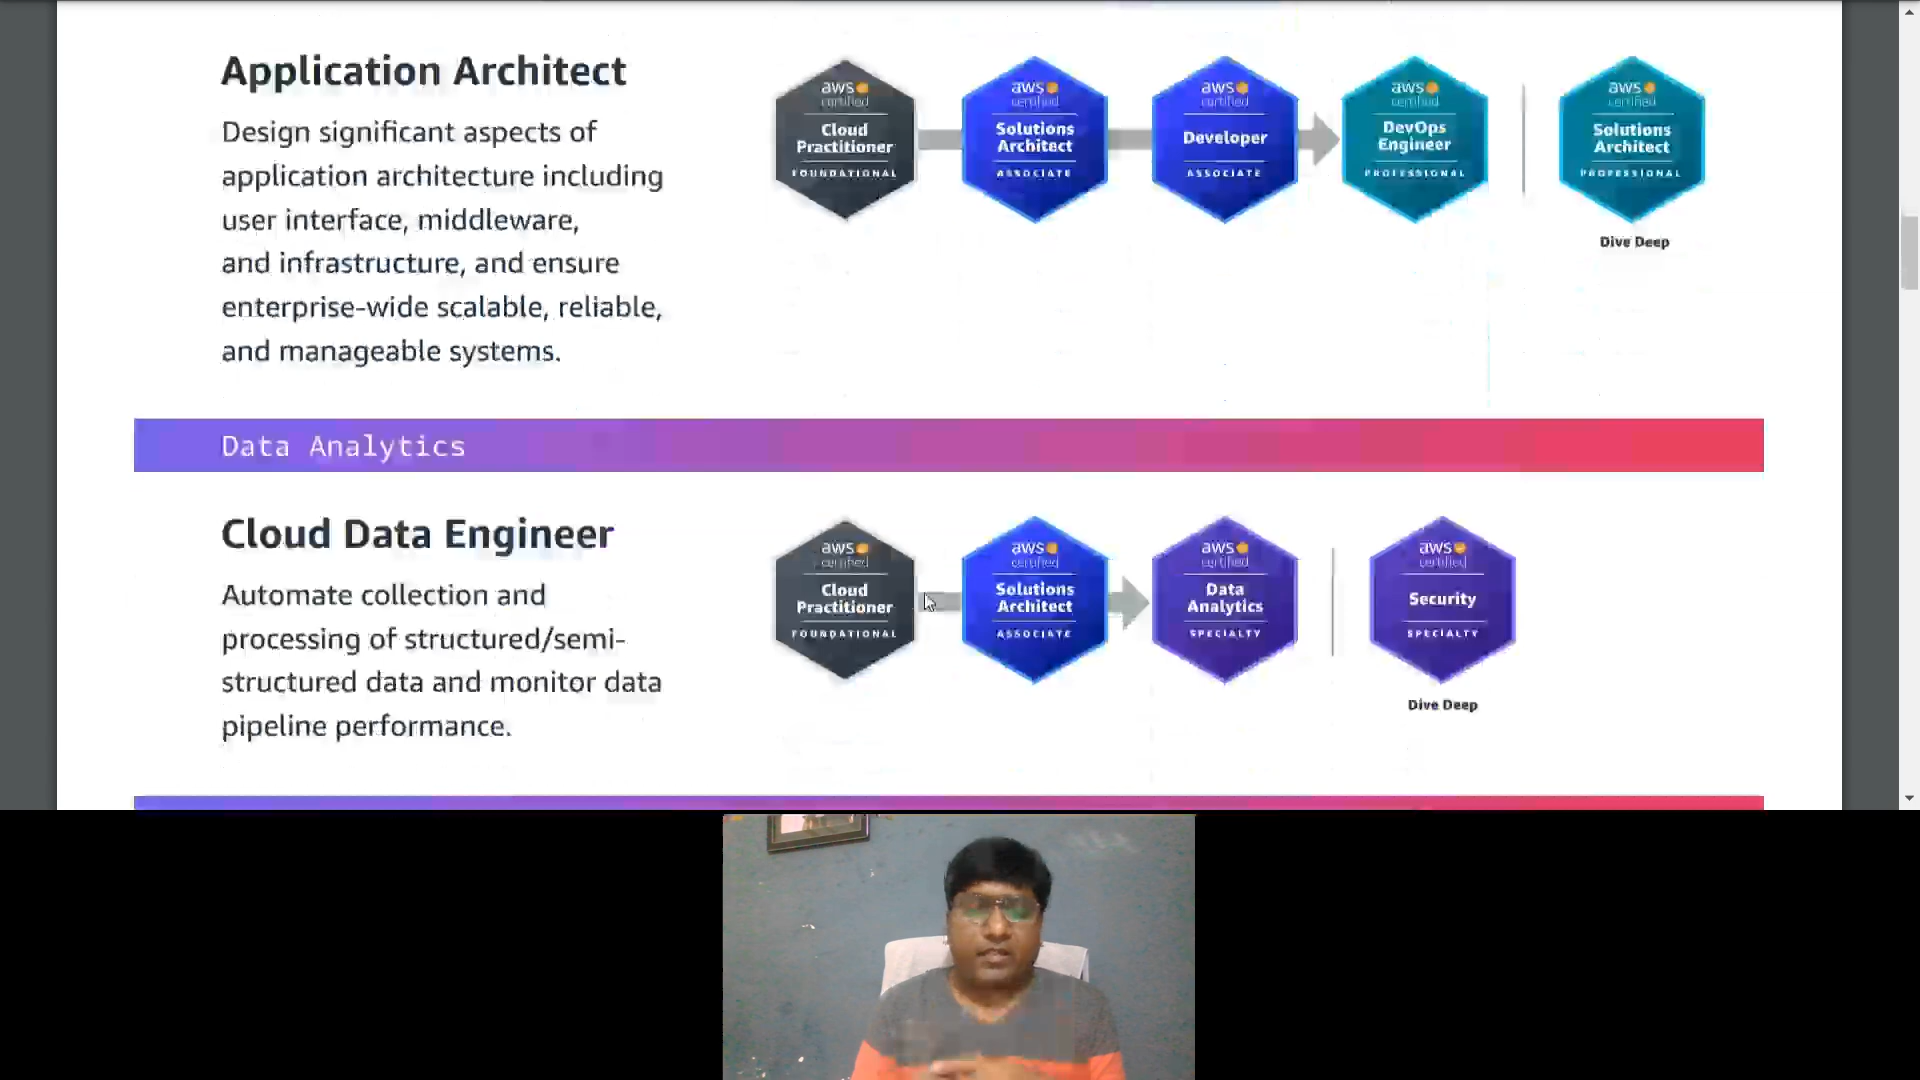 Application Architect
Design significant aspects of
application architecture including
user interface, middleware,
and infrastructure, and ensure
enterprise-wide scalable, reliable,
and manageable systems.
aws
certified
Cloud
Practitioner
FOUNDATIONAL
aws
certified
Solutions
Architect
ASSOCIATE
aws
certified
Developer
ASSOCIATE
aws
certified
DevOps
Engineer
PROFESSIONAL
aws
certified
Solutions
Architect
PROFESSIONAL
Dive Deep
Data Analytics
Cloud Data Engineer
Automate collection and
processing of structured/semi-
structured data and monitor data
pipeline performance.
aws
certified
Cloud
Practitioner
FOUNDATIONAL
aws
certified
Solutions
Architect
ASSOCIATE
aws
certified
Data
Analytics
SPECIALTY
aws
certified
Security
SPECIALTY
Dive Deep